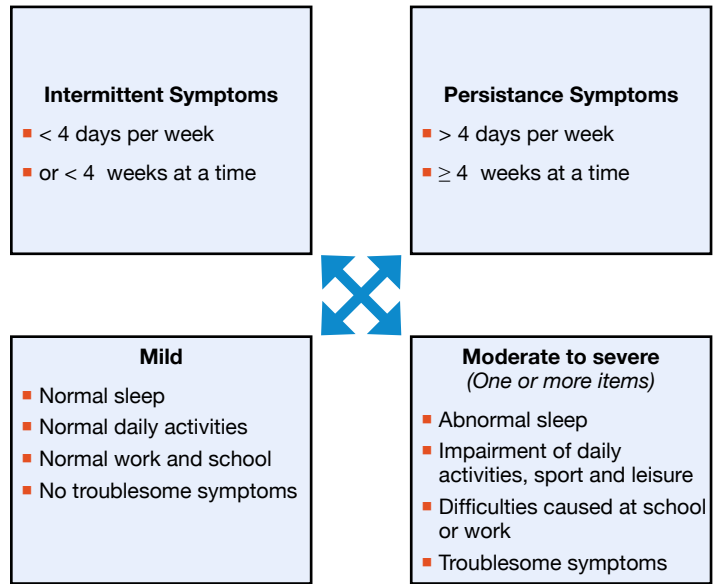 Intermittent Symptoms
< 4 days per week
or < 4 weeks at a time
Persistance Symptoms
> 4 days per week
≥ 4 weeks at a time
Mild
Normal sleep
Normal daily activities
Normal work and school
No troublesome symptoms
Moderate to severe
(One or more items)
Abnormal sleep
Impairment of daily
activities, sport and leisure
Difficulties caused at school
or work
Troublesome symptoms